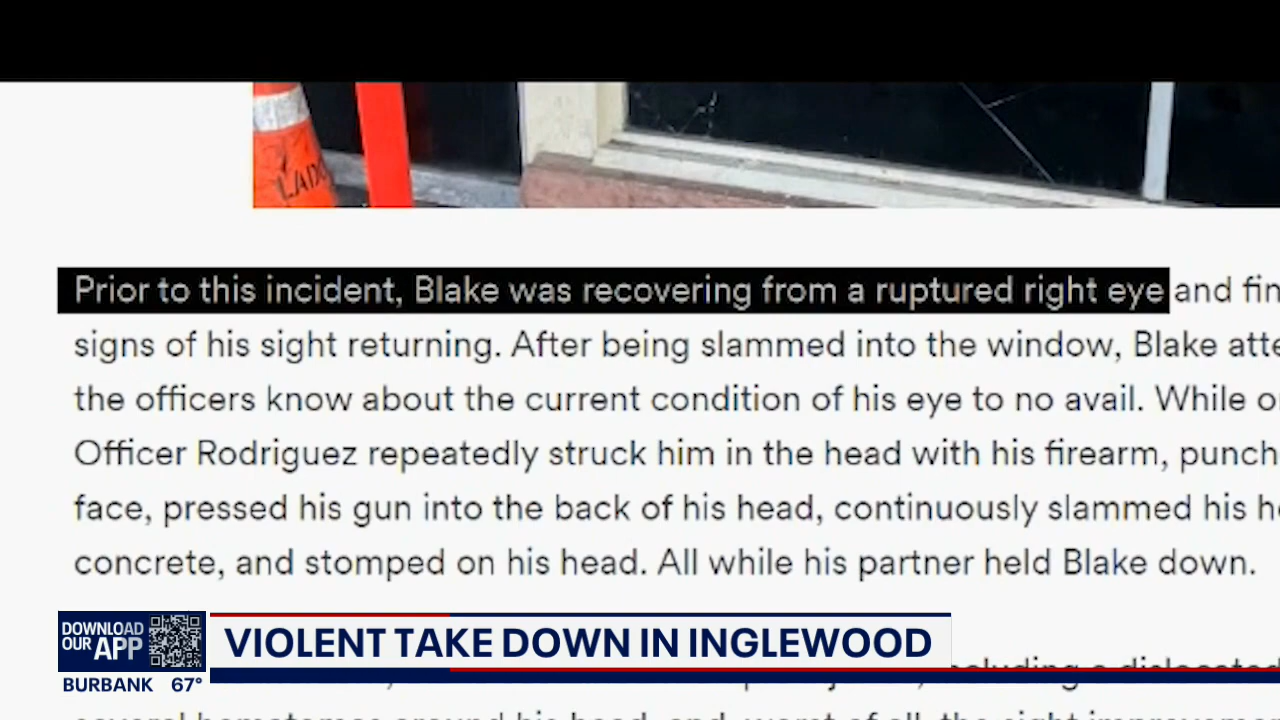 Prior to this incident, Blake was recovering from a ruptured right eye and
signs of his sight returning. After being slammed into the window, Blake
the officers know about the current condition of his eye to no avail. While
Officer Rodriguez repeatedly struck him in the head with his firearm,
face, pressed his gun into the back of his head, continuously slammed his
concrete, and stomped on his head. All while his partner held Blake down.
DOWNLOAD
OUR APP
VIOLENT TAKE DOWN IN INGLEWOOD
BURBANK 67°